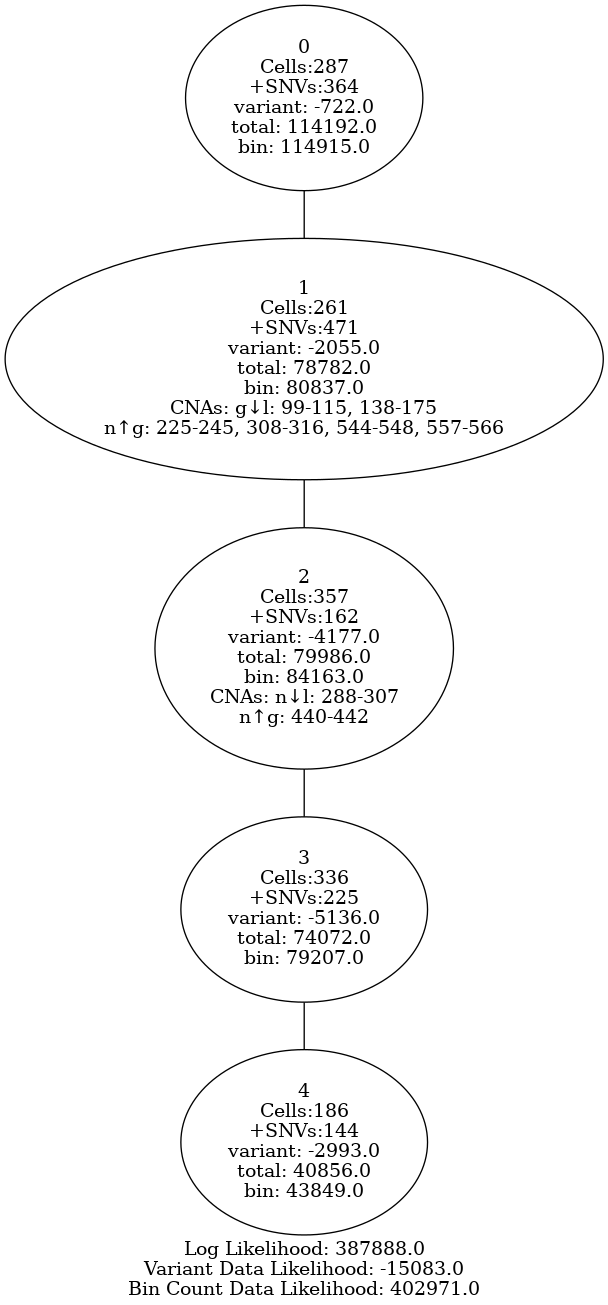 0
Cells:287
+SNVs:364
variant: -722.0
total: 114192.0
bin: 114915.0
1
Cells:261
+SNVs:471
variant: -2055.0
total: 78782.0
bin: 80837.0
CNAs: g↓l: 99-115, 138-175
n↑g: 225-245, 308-316, 544-548, 557-566
2
Cells:357
+SNVs:162
variant: -4177.0
total: 79986.0
bin: 84163.0
CNAs: n↓l: 288-307
n↑g: 440-442
3
Cells:336
+SNVs:225
variant: -5136.0
total: 74072.0
bin: 79207.0
4
Cells:186
+SNVs:144
variant: -2993.0
total: 40856.0
bin: 43849.0
Log Likelihood: 387888.0
Variant Data Likelihood: -15083.0
Bin Count Data Likelihood: 402971.0